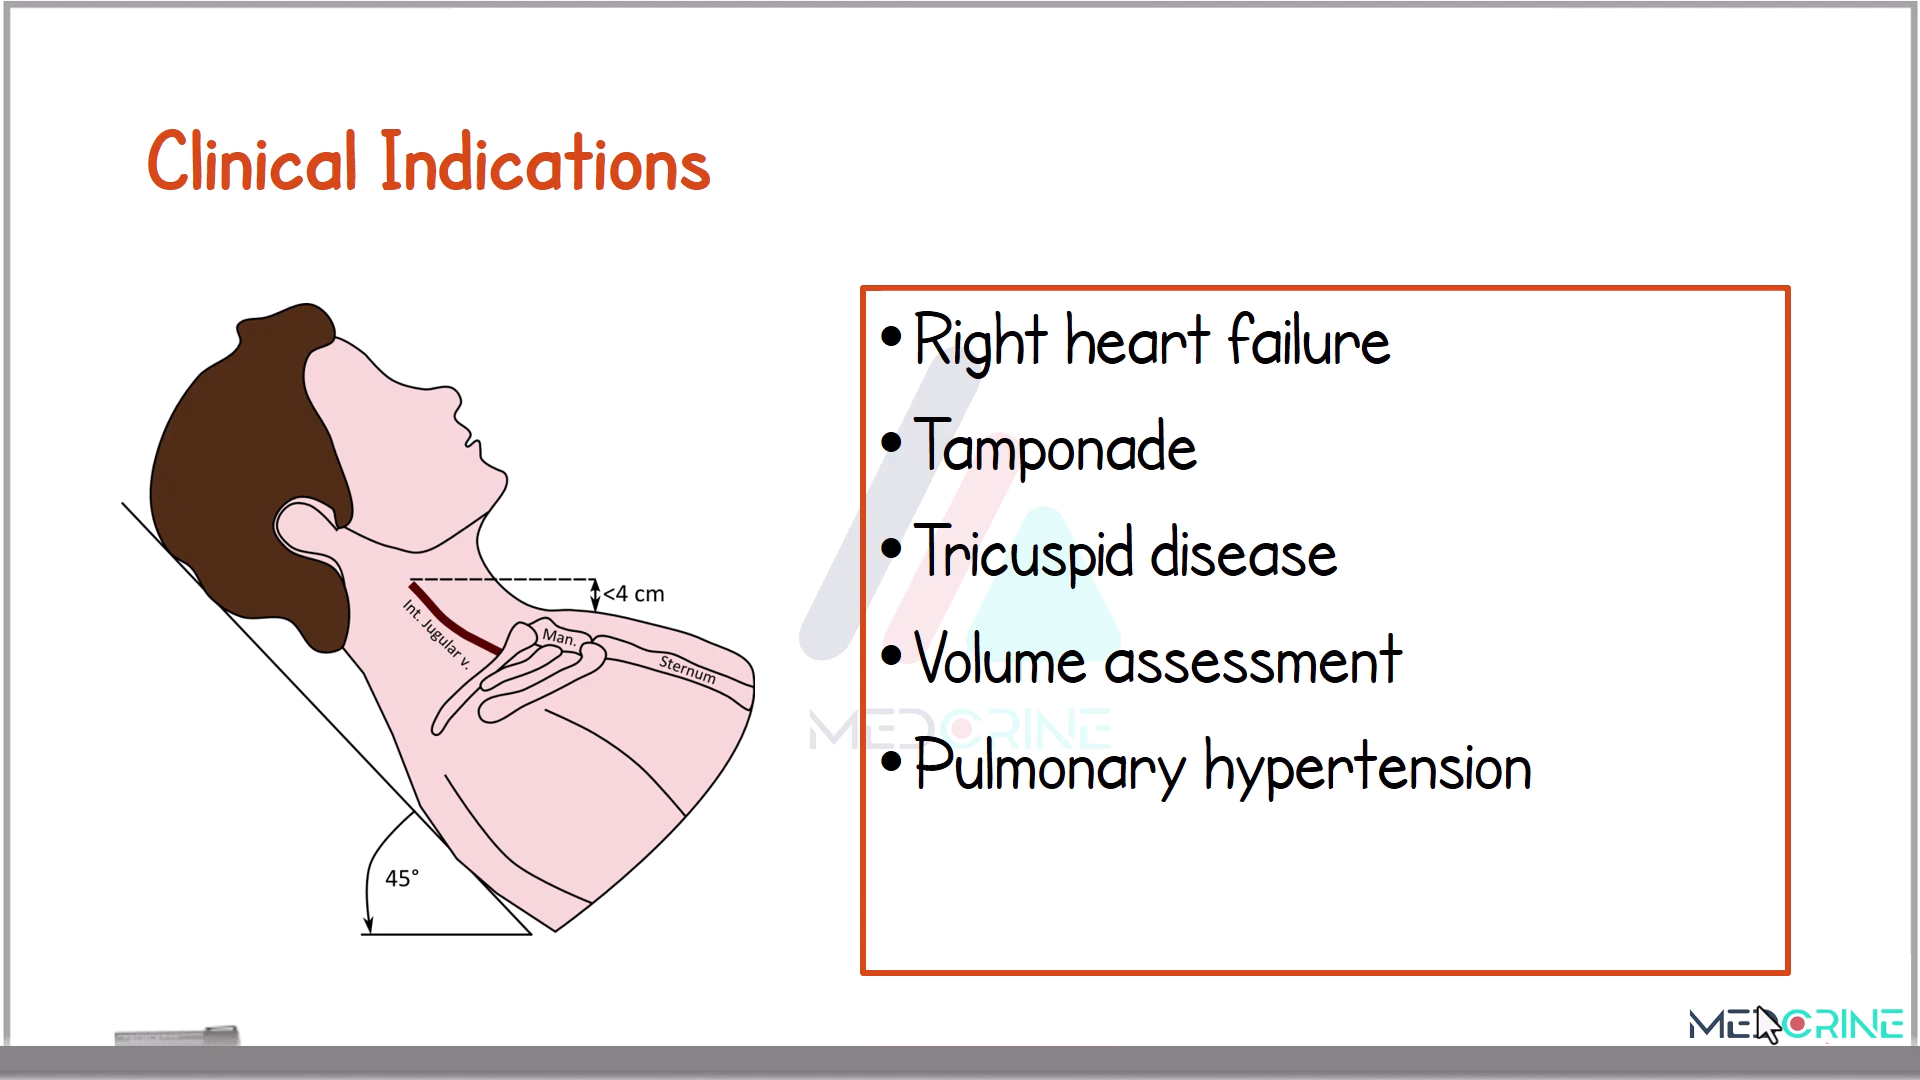 Clinical Indications
• Right heart failure
• Tamponade
• Tricuspid disease
• Volume assessment
• Pulmonary hypertension
<4 cm
Int. Jugular v.
Man.
Sternum
45°
MEDCRINE
MEDCRINE